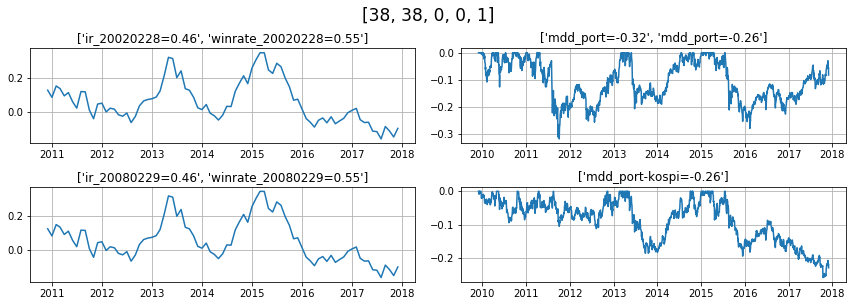 [38, 38, 0, 0, 1]
['ir_20020228=0.46', 'winrate_20020228=0.55']
0.2
0.0
2011 2012 2013 2014 2015 2016 2017 2018
['mdd_port=-0.32', 'mdd_port=-0.26']
0.0
−0.1
−0.2
−0.3
2010 2011 2012 2013 2014 2015 2016 2017 2018
['ir_20080229=0.46', 'winrate_20080229=0.55']
0.2
0.0
2011 2012 2013 2014 2015 2016 2017 2018
['mdd_port-kospi=-0.26']
0.0
−0.1
−0.2
2010 2011 2012 2013 2014 2015 2016 2017 2018